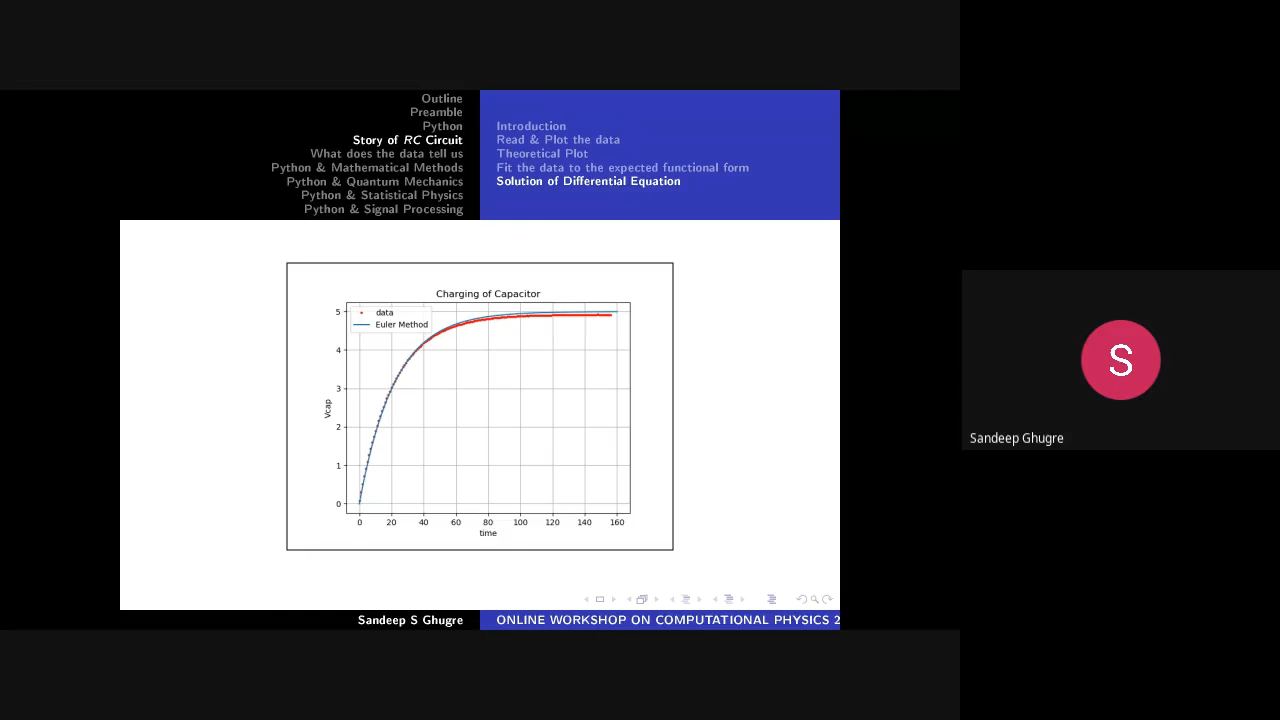 Outline
Preamble
Python
Story of RC Circuit
What does the data tell us
Python & Mathematical Methods
Python & Quantum Mechanics
Python & Statistical Physics
Python & Signal Processing
Introduction
Read & Plot the data
Theoretical Plot
Fit the data to the expected functional form
Solution of Differential Equation
Charging of Capacitor
data
Euler Method
5
4
3
2
1
0
Vcap
0 20 40 60 80 100 120 140 160
time
Sandeep S Ghugre
ONLINE WORKSHOP ON COMPUTATIONAL PHYSICS 2
S
Sandeep Ghugre